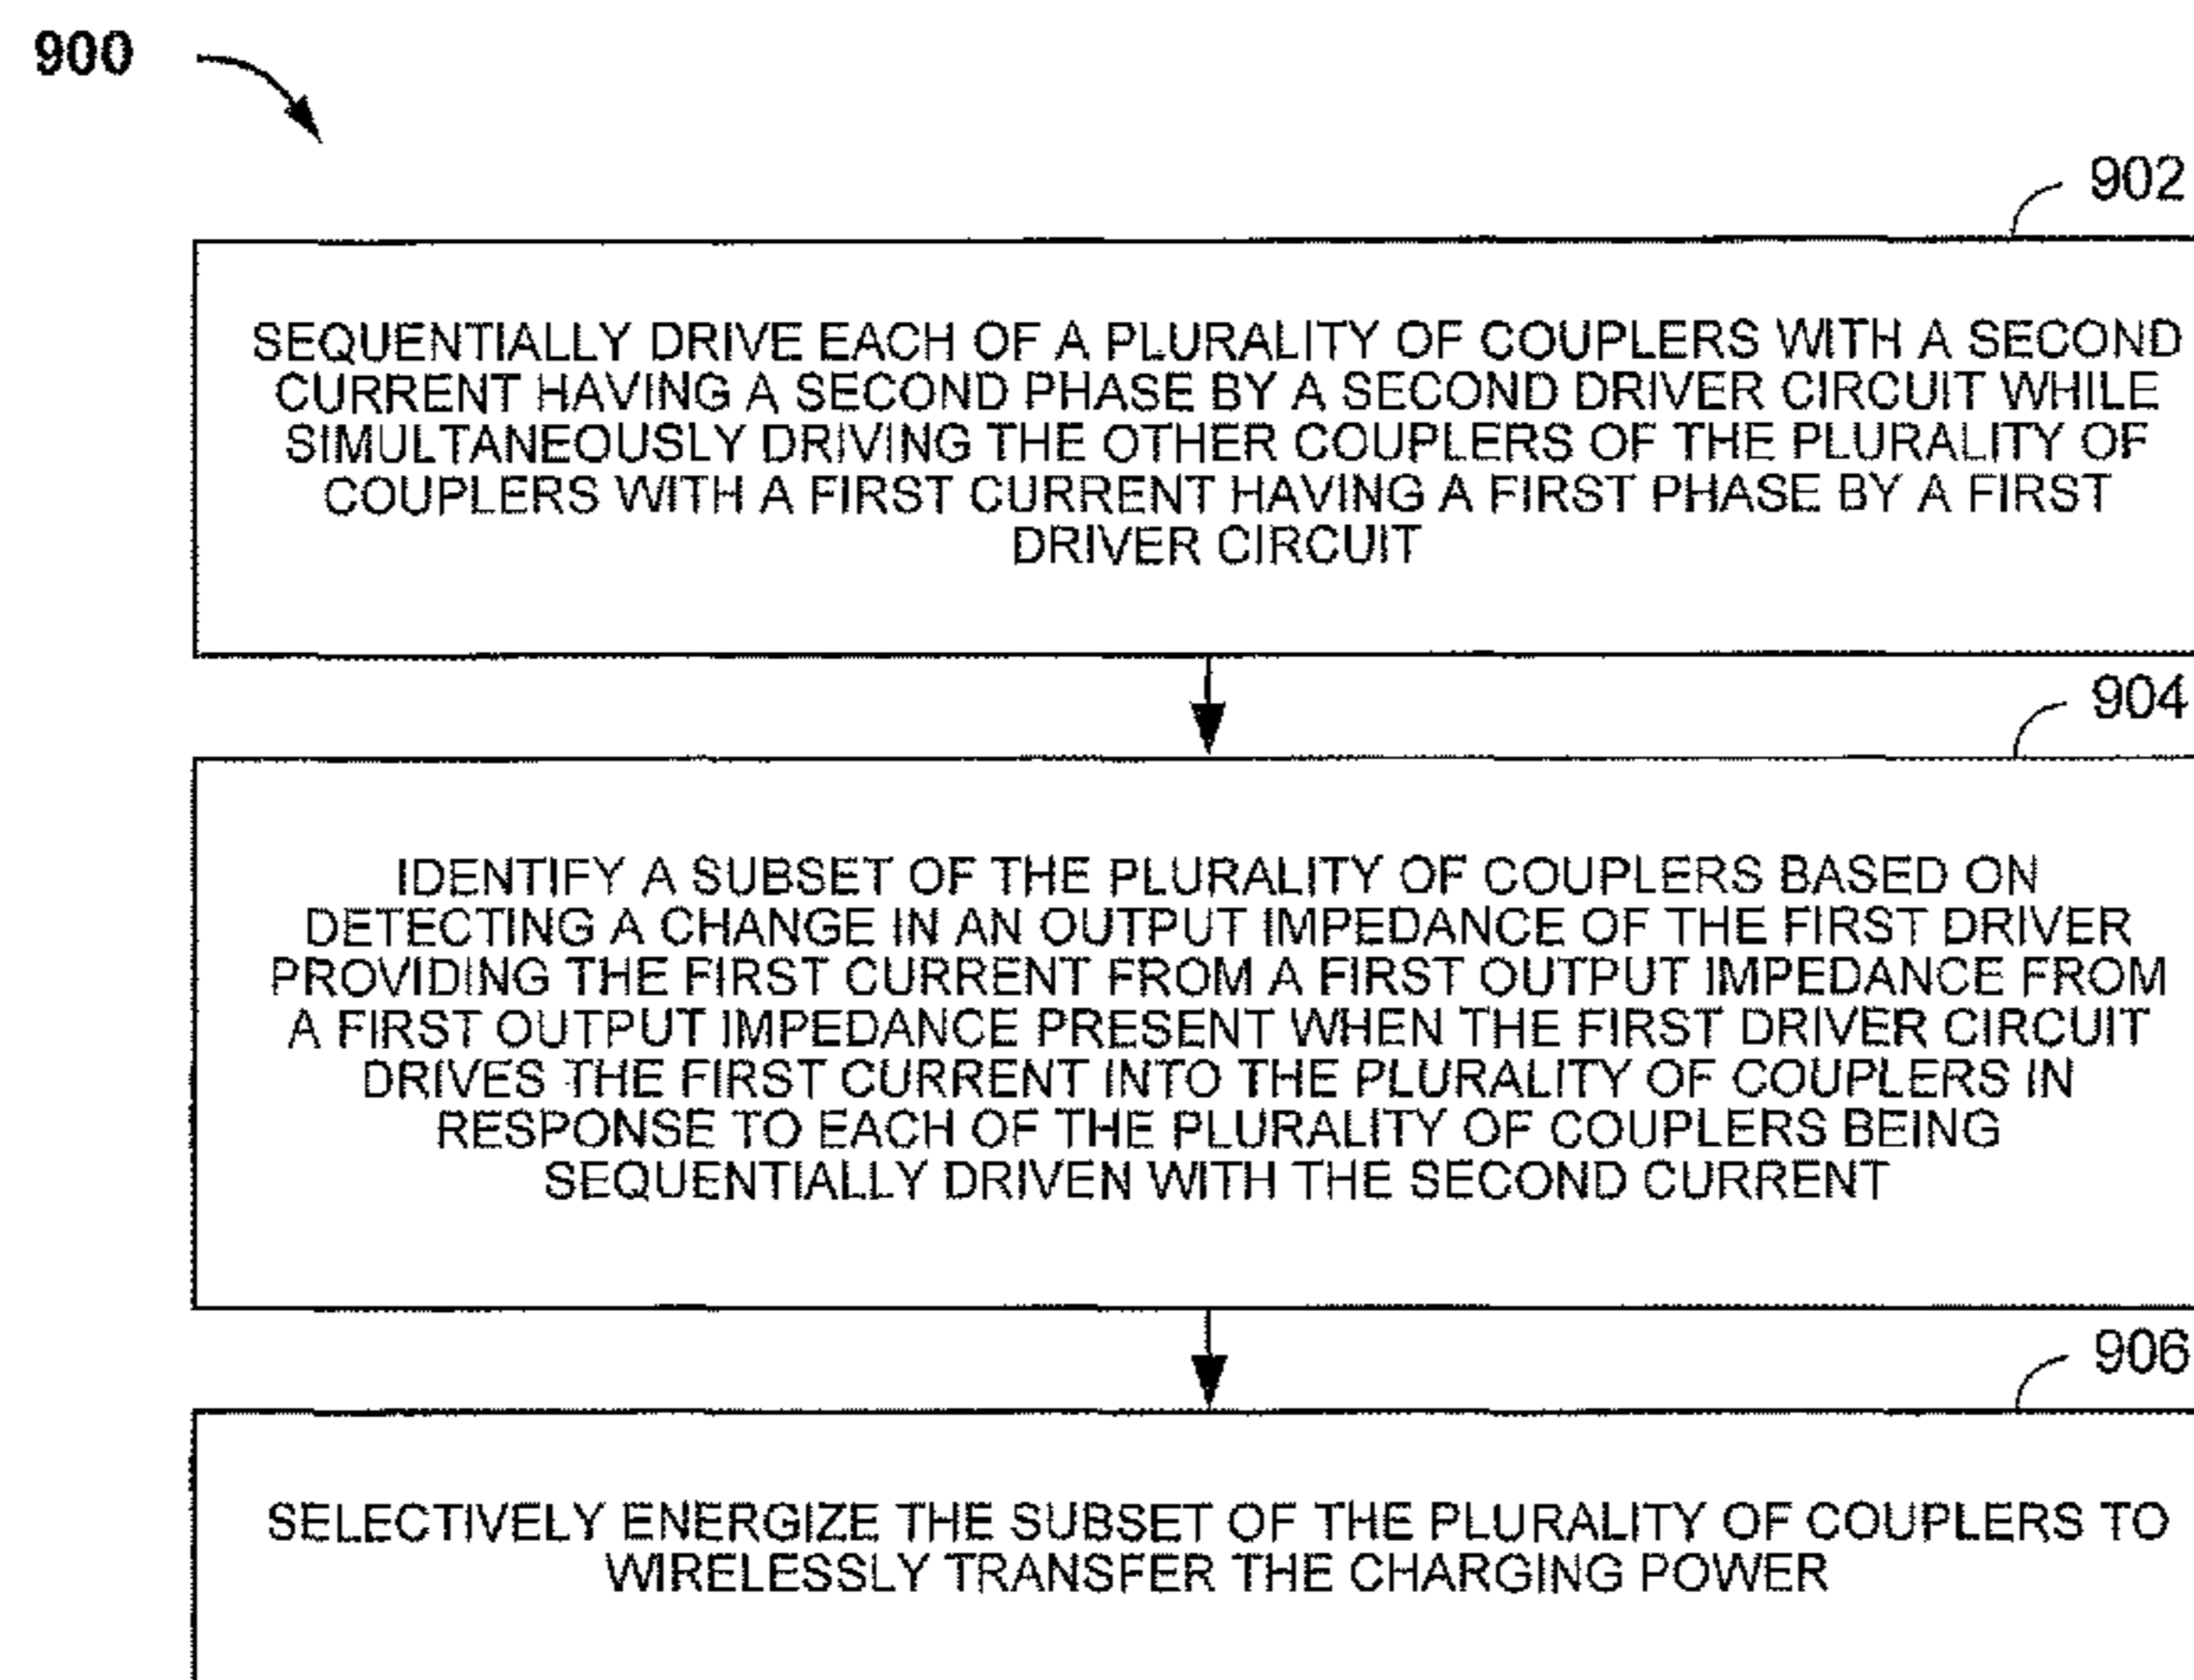 900
902
SEQUENTIALLY DRIVE EACH OF A PLURALITY OF COUPLERS WITH A SECOND
CURRENT HAVING A SECOND PHASE BY A SECOND DRIVER CIRCUIT WHILE
SIMULTANEOUSLY DRIVING THE OTHER COUPLERS OF THE PLURALITY OF
COUPLERS WITH A FIRST CURRENT HAVING A FIRST PHASE BY A FIRST
DRIVER CIRCUIT
904
IDENTIFY A SUBSET OF THE PLURALITY OF COUPLERS BASED ON
DETECTING A CHANGE IN AN OUTPUT IMPEDANCE OF THE FIRST DRIVER
PROVIDING THE FIRST CURRENT FROM A FIRST OUTPUT IMPEDANCE FROM
A FIRST OUTPUT IMPEDANCE PRESENT WHEN THE FIRST DRIVER CIRCUIT
DRIVES THE FIRST CURRENT INTO THE PLURALITY OF COUPLERS IN
RESPONSE TO EACH OF THE PLURALITY OF COUPLERS BEING
SEQUENTIALLY DRIVEN WITH THE SECOND CURRENT
906
SELECTIVELY ENERGIZE THE SUBSET OF THE PLURALITY OF COUPLERS TO
WIRELESSLY TRANSFER THE CHARGING POWER